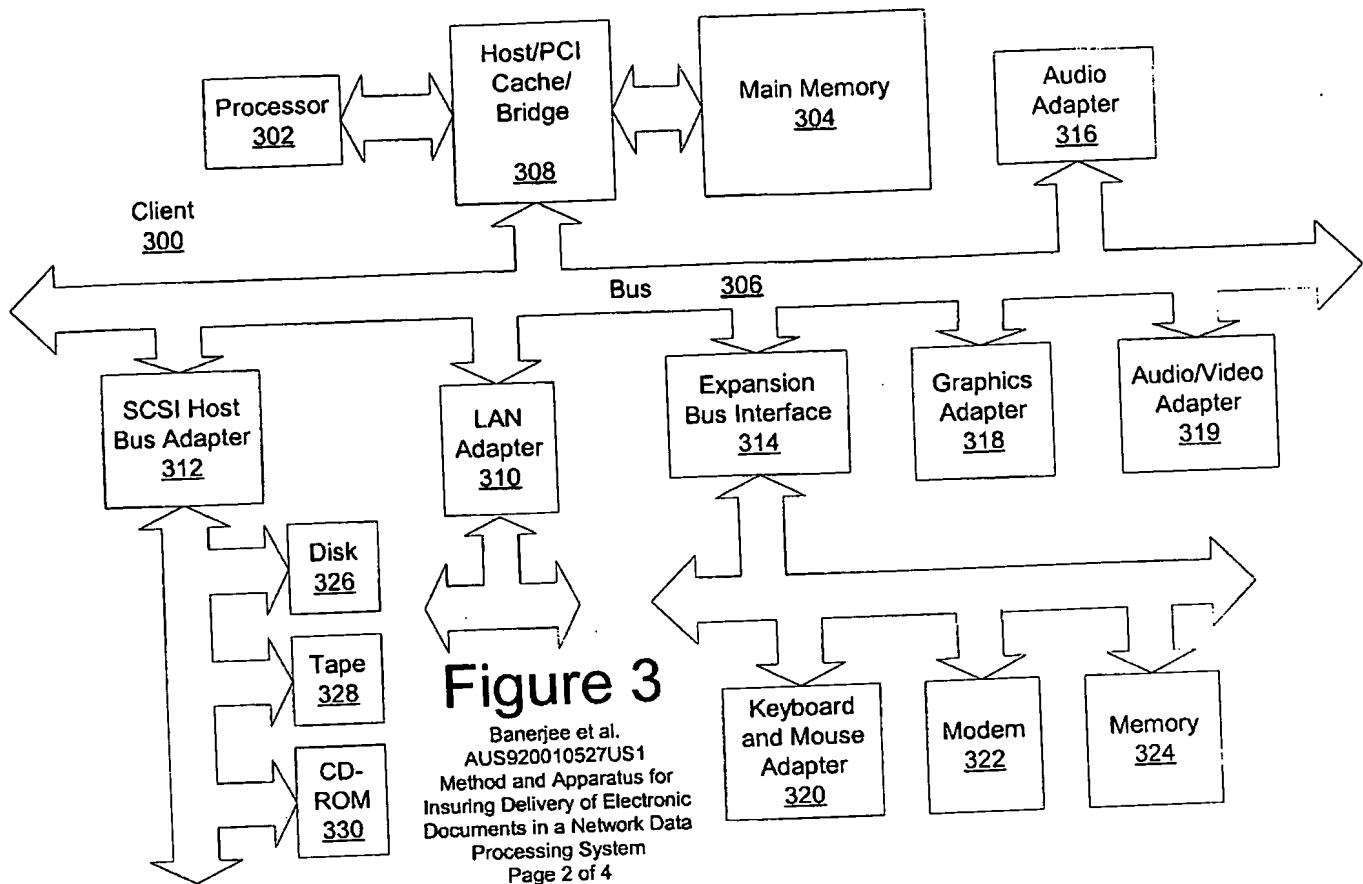 Processor
302
Host/PCI
Cache/
Bridge
308
Main Memory
304
Audio
Adapter
316
Client
300
Bus 306
SCSI Host
Bus Adapter
312
LAN
Adapter
310
Expansion
Bus Interface
314
Graphics
Adapter
318
Audio/Video
Adapter
319
Disk
326
Tape
328
CD-
ROM
330
Keyboard
and Mouse
Adapter
320
Modem
322
Memory
324
Figure 3
Banerjee et al.
AUS920010527US1
Method and Apparatus for
Insuring Delivery of Electronic
Documents in a Network Data
Processing System
Page 2 of 4